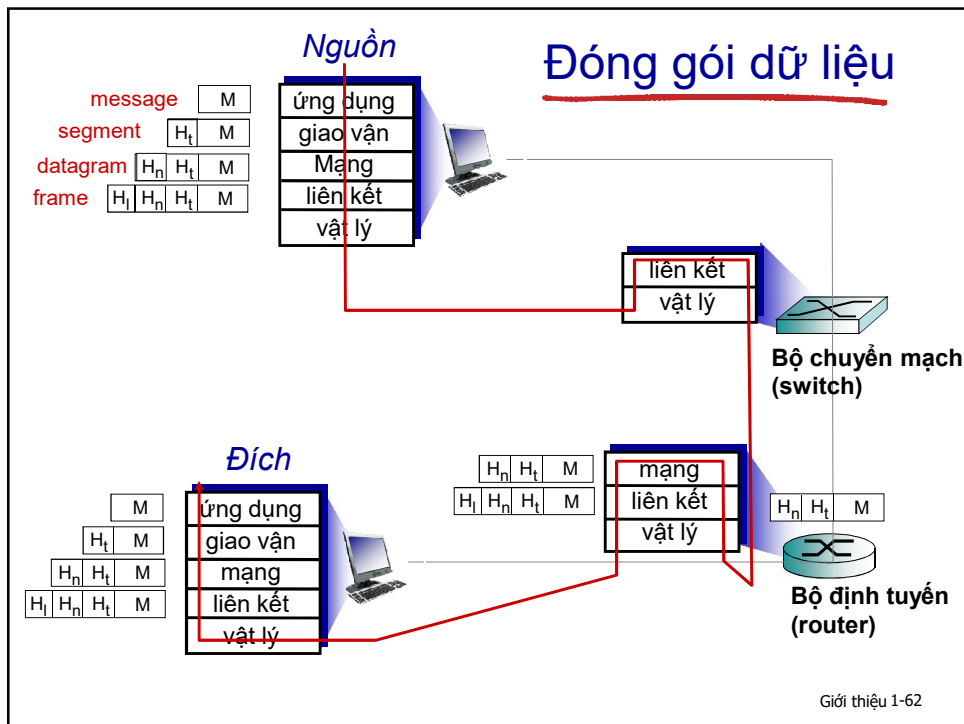 Đóng gói dữ liệu
Nguồn
message M
segment Hₜ M
datagram Hₙ Hₜ M
frame Hₗ Hₙ Hₜ M
ứng dụng
giao vận
Mạng
liên kết
vật lý
liên kết
vật lý
Bộ chuyển mạch
(switch)
Đích
M
Hₜ M
Hₙ Hₜ M
Hₗ Hₙ Hₜ M
ứng dụng
giao vận
mạng
liên kết
vật lý
Hₙ Hₜ M
Hₗ Hₙ Hₜ M
mạng
liên kết
vật lý
Hₙ Hₜ M
Bộ định tuyến
(router)
Giới thiệu 1-62